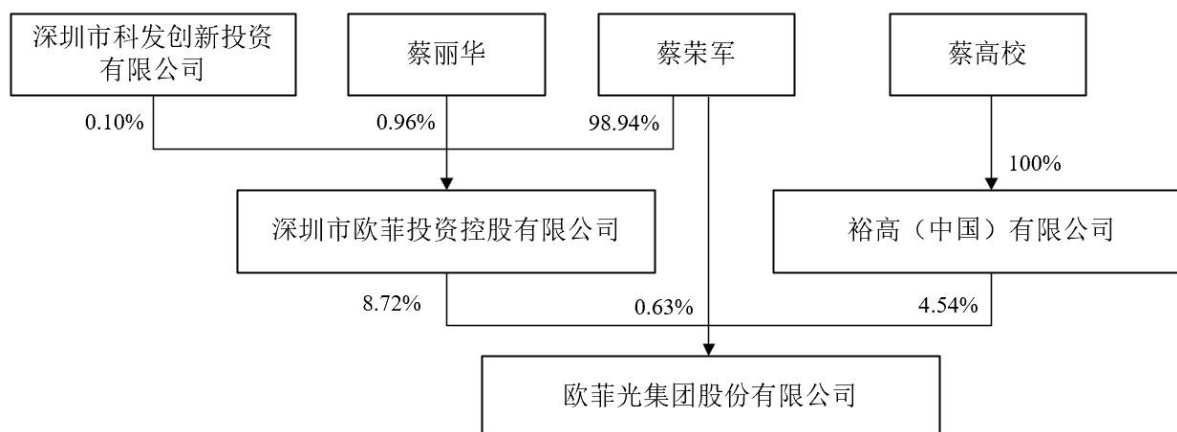 深圳市科发创新投资
有限公司
蔡丽华
蔡荣军
蔡高校
0.10%
0.96%
98.94%
100%
深圳市欧菲投资控股有限公司
裕高（中国）有限公司
8.72%
0.63%
4.54%
欧菲光集团股份有限公司